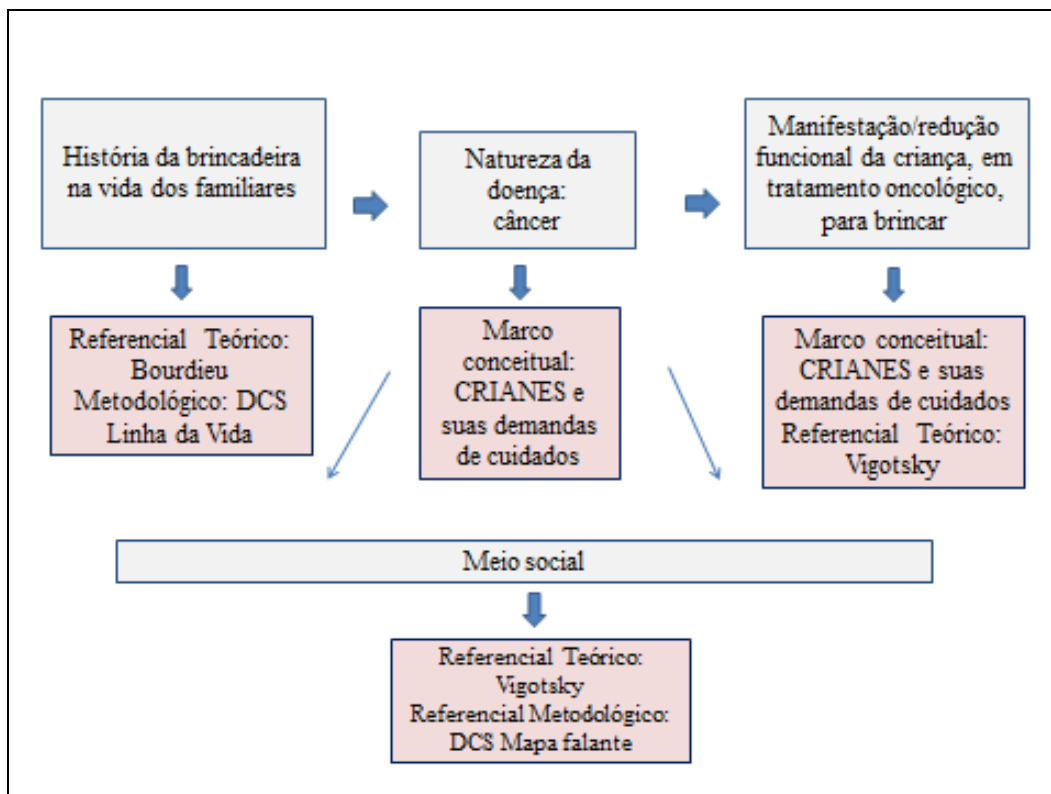 História da brincadeira
na vida dos familiares
Natureza da
doença:
câncer
Manifestação/redução
funcional da criança, em
tratamento oncológico,
para brincar
Referencial Teórico:
Bourdieu
Metodológico: DCS
Linha da Vida
Marco
conceitual:
CRIANES e
suas demandas
de cuidados
Marco conceitual:
CRIANES e suas
demandas de cuidados
Referencial Teórico:
Vigotsky
Meio social
Referencial Teórico:
Vigotsky
Referencial Metodológico:
DCS Mapa falante